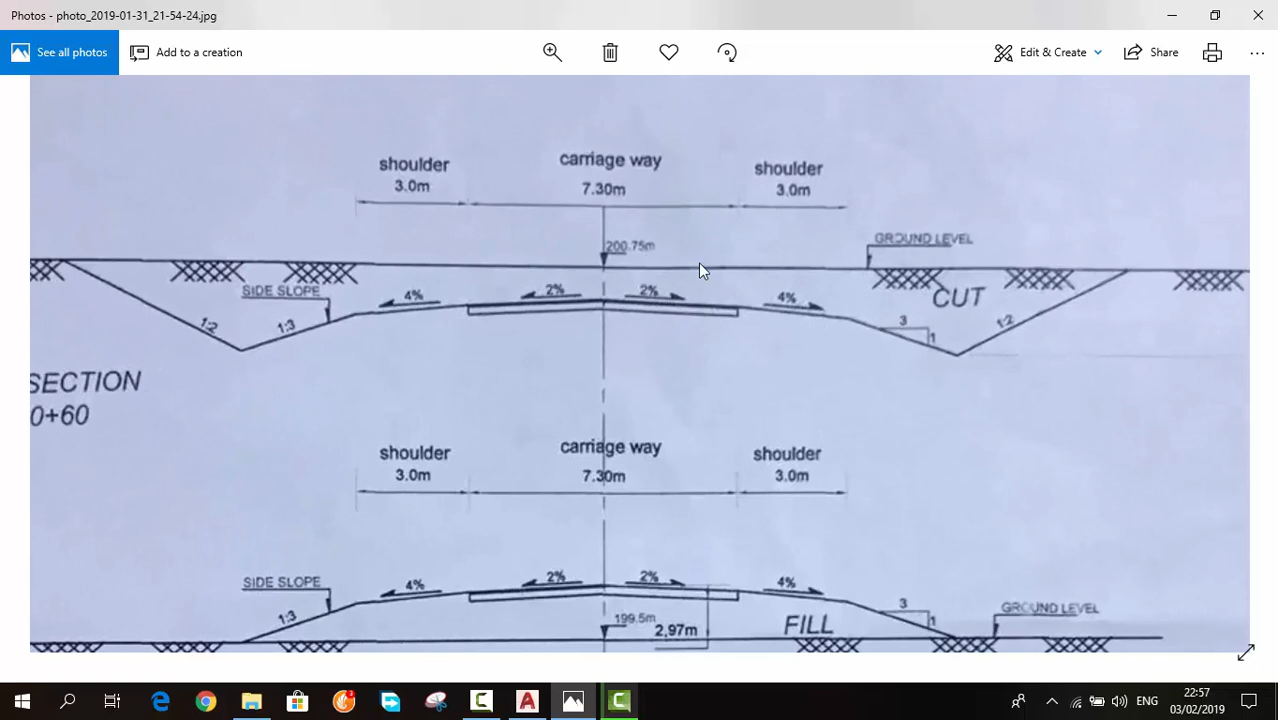 Photos - photo_2019-01-31_21-54-24.jpg
See all photos
Add to a creation
Edit & Create
Share
shoulder
3.0m
carriage way
7.30m
shoulder
3.0m
200.75m
GROUND LEVEL
SIDE SLOPE
4%
2%
2%
4%
CUT
1:2
1:3
3
1
1:2
SECTION
0+60
shoulder
3.0m
carriage way
7.30m
shoulder
3.0m
SIDE SLOPE
4%
2%
2%
4%
1:3
199.5m
2,97m
FILL
3
1
GROUND LEVEL
ENG
22:57
03/02/2019